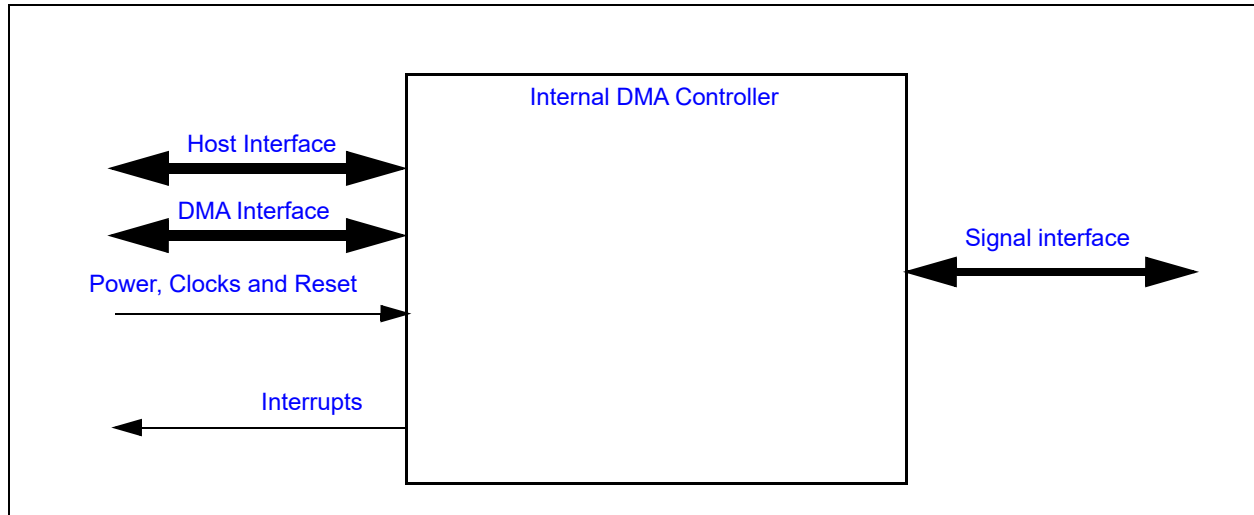 Internal DMA Controller
Host Interface
DMA Interface
Signal interface
Power, Clocks and Reset
Interrupts